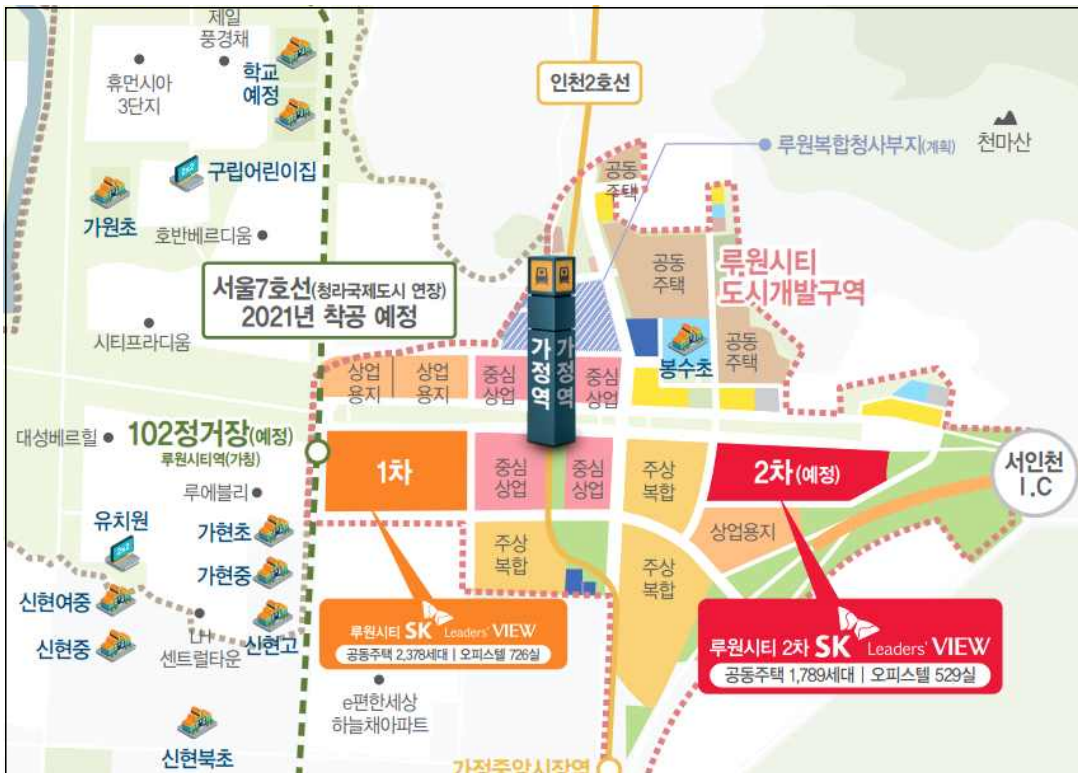 제일
풍경채
휴먼시아
3단지
학교
예정
인천2호선
루원복합청사부지(계획)
천마산
구립어린이집
가원초
호반베르디움
공동
주택
공동
주택
루원시티
도시개발구역
서울7호선(청라국제도시 연장)
2021년 착공 예정
시티프라디움
가정역
가정역
봉수초
공동
주택
상업
용지
상업
용지
중심
상업
중심
상업
대성베르힐
102정거장(예정)
루원시티역(가칭)
1차
중심
상업
중심
상업
주상
복합
2차(예정)
서인천
I.C
루에블리
유치원
가현초
가현중
주상
복합
주상
복합
상업용지
신현여중
신현중
LH
센트럴타운
신현고
루원시티 SK Leaders' VIEW
공동주택 2,378세대 | 오피스텔 726실
루원시티 2차 SK Leaders' VIEW
공동주택 1,789세대 | 오피스텔 529실
e편한세상
하늘채아파트
신현북초
가정중앙시장역